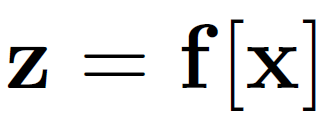 z = f[x]